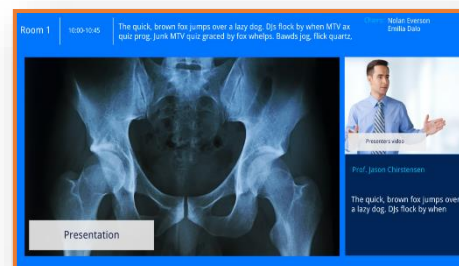 Room 1
10:00-10:45
The quick, brown fox jumps over a lazy dog. DJs flock by when MTV ax
quiz prog. Junk MTV quiz graced by fox whelps. Bawds jog, flick quartz,
Chairs: Nolan Everson
Emilia Dalo
Presentation
Presenters video
Prof. Jason Christensen
The quick, brown fox jumps over
a lazy dog. DJs flock by when